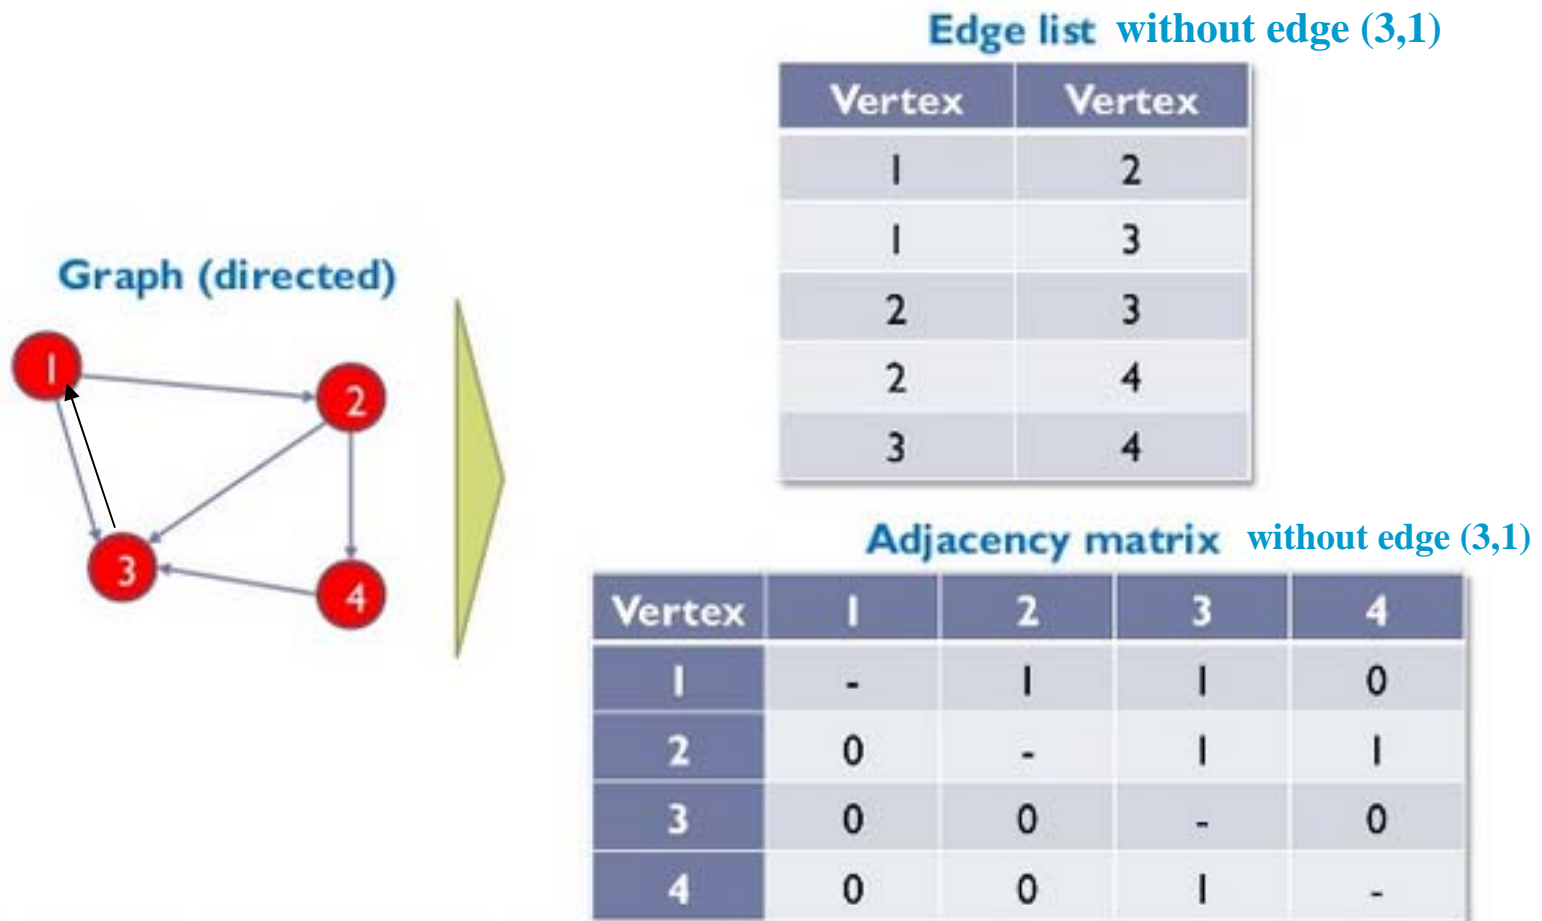 Edge list without edge (3,1)
Vertex Vertex
1 2
1 3
2 3
2 4
3 4
Graph (directed)
1
2
3
4
Adjacency matrix without edge (3,1)
Vertex 1 2 3 4
1 - 1 1 0
2 0 - 1 1
3 0 0 - 0
4 0 0 1 -